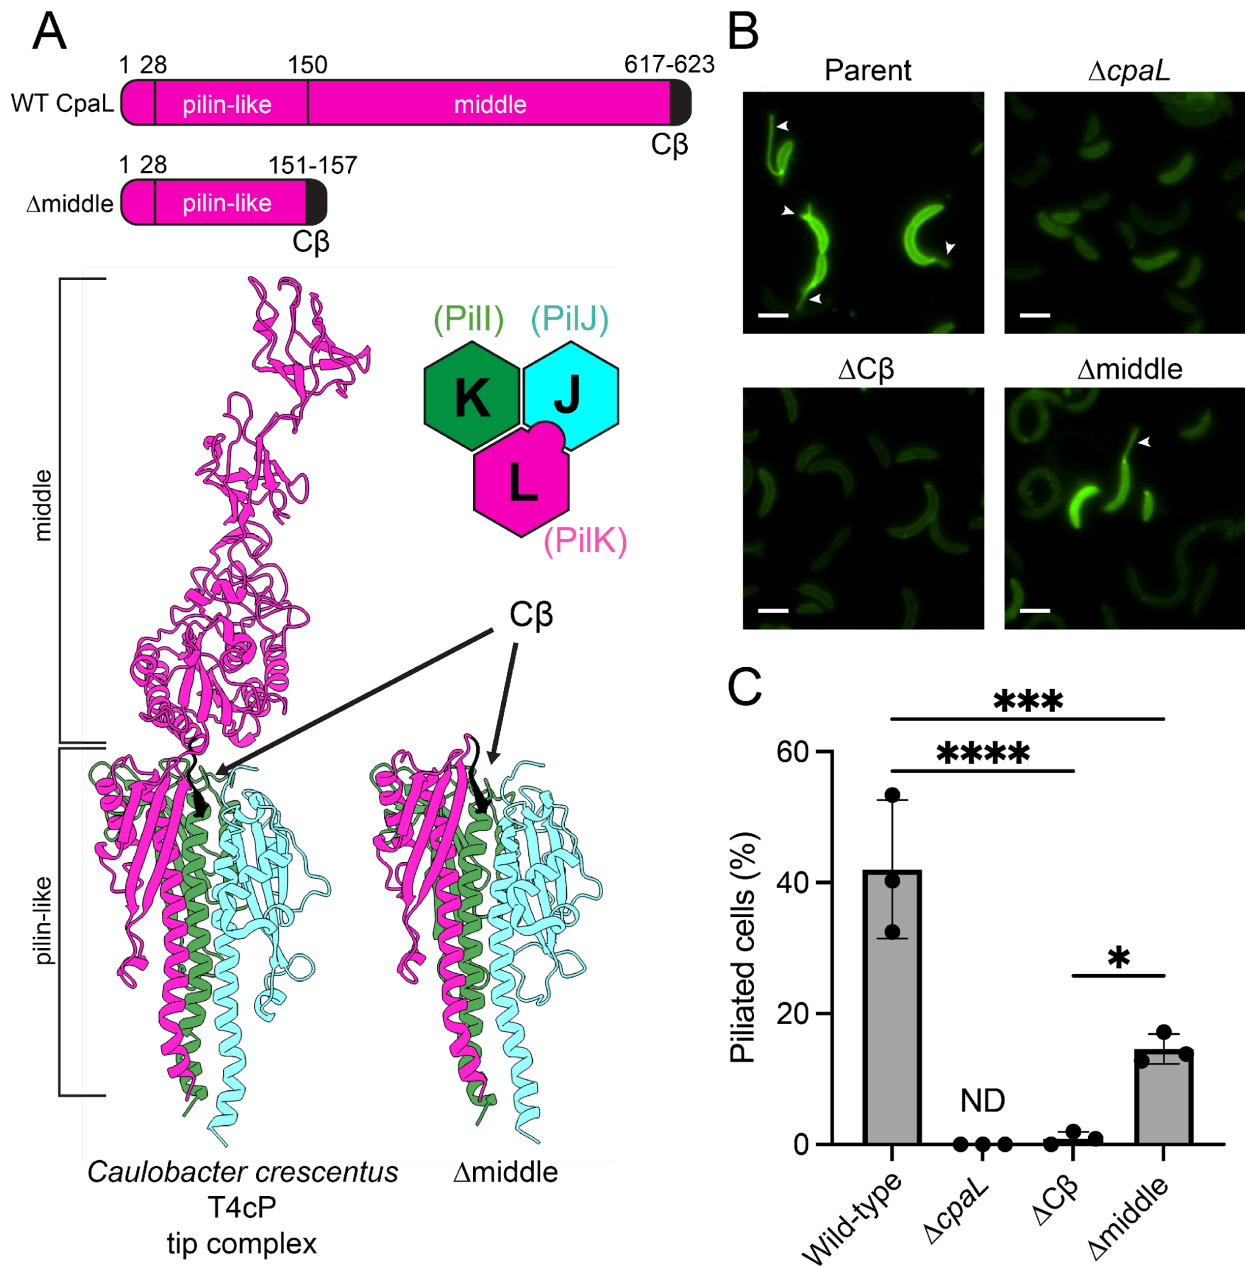 A
1 28 150 617-623
WT CpaL pilin-like middle
Cβ
1 28 151-157
Δmiddle pilin-like
Cβ
(PilI) (PilJ)
K J
L
(PilK)
middle
Cβ
pilin-like
Caulobacter crescentus
T4cP
tip complex
Δmiddle
B
Parent ΔcpaL
ΔCβ Δmiddle
C
***
****
*
Piliated cells (%)
60
40
20
0
ND
Wild-type
ΔcpaL
ΔCβ
Δmiddle